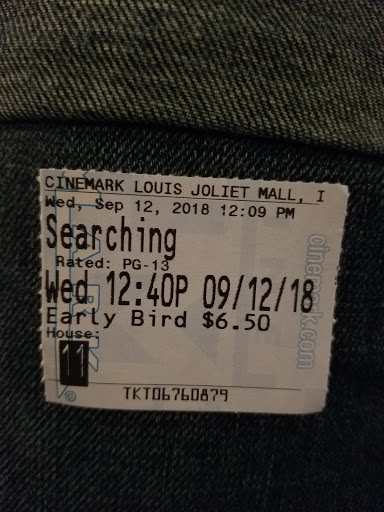 CINEMARK LOUIS JOLIET MALL, I
Wed, Sep 12, 2018 12:09 PM
Searching
Rated: PG-13
Wed 12:40P 09/12/18
Early Bird $6.50
House:
11
TKT06760879
cinemark.com